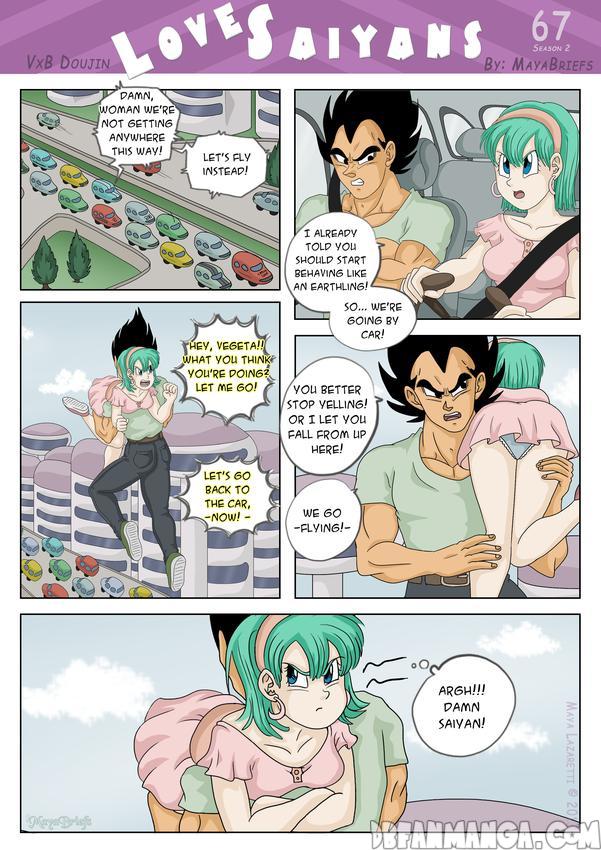 LOVE SAIYANS
67
SEASON 2
VXB DOUJIN
BY: MAYABRIEFS
DAMN,
WOMAN WE'RE
NOT GETTING
ANYWHERE
THIS WAY!
LET'S FLY
INSTEAD!
I ALREADY
TOLD YOU
YOU SHOULD START
BEHAVING LIKE
AN EARTHLING!
SO... WE'RE
GOING BY
CAR!
HEY, VEGETA!!
WHAT YOU THINK
YOU'RE DOING?
LET ME GO!
LET'S GO
BACK TO
THE CAR,
-NOW! -
YOU BETTER
STOP YELLING!
OR I LET YOU
FALL FROM UP
HERE!
WE GO
-FLYING!-
ARGH!!!
DAMN
SAIYAN!
MAYA LAZARETTI © 20
MayaBriefs
DBFANMANGA.COM